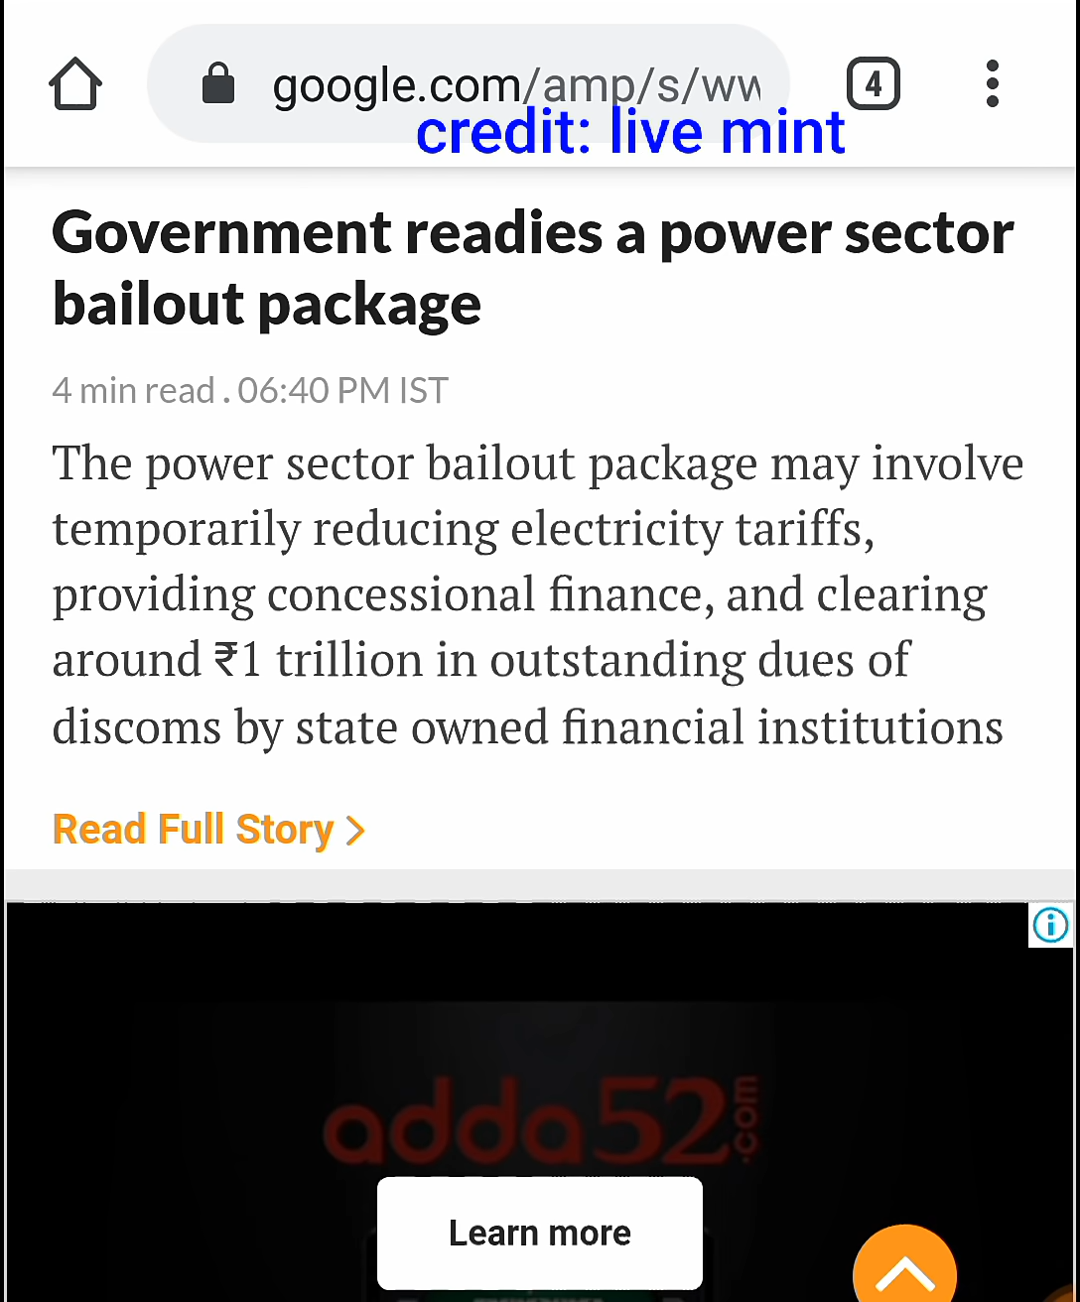 google.com/amp/s/ww
4
credit: live mint
Government readies a power sector
bailout package
4 min read . 06:40 PM IST
The power sector bailout package may involve
temporarily reducing electricity tariffs,
providing concessional finance, and clearing
around ₹1 trillion in outstanding dues of
discoms by state owned financial institutions
Read Full Story >
adda52.com
Learn more